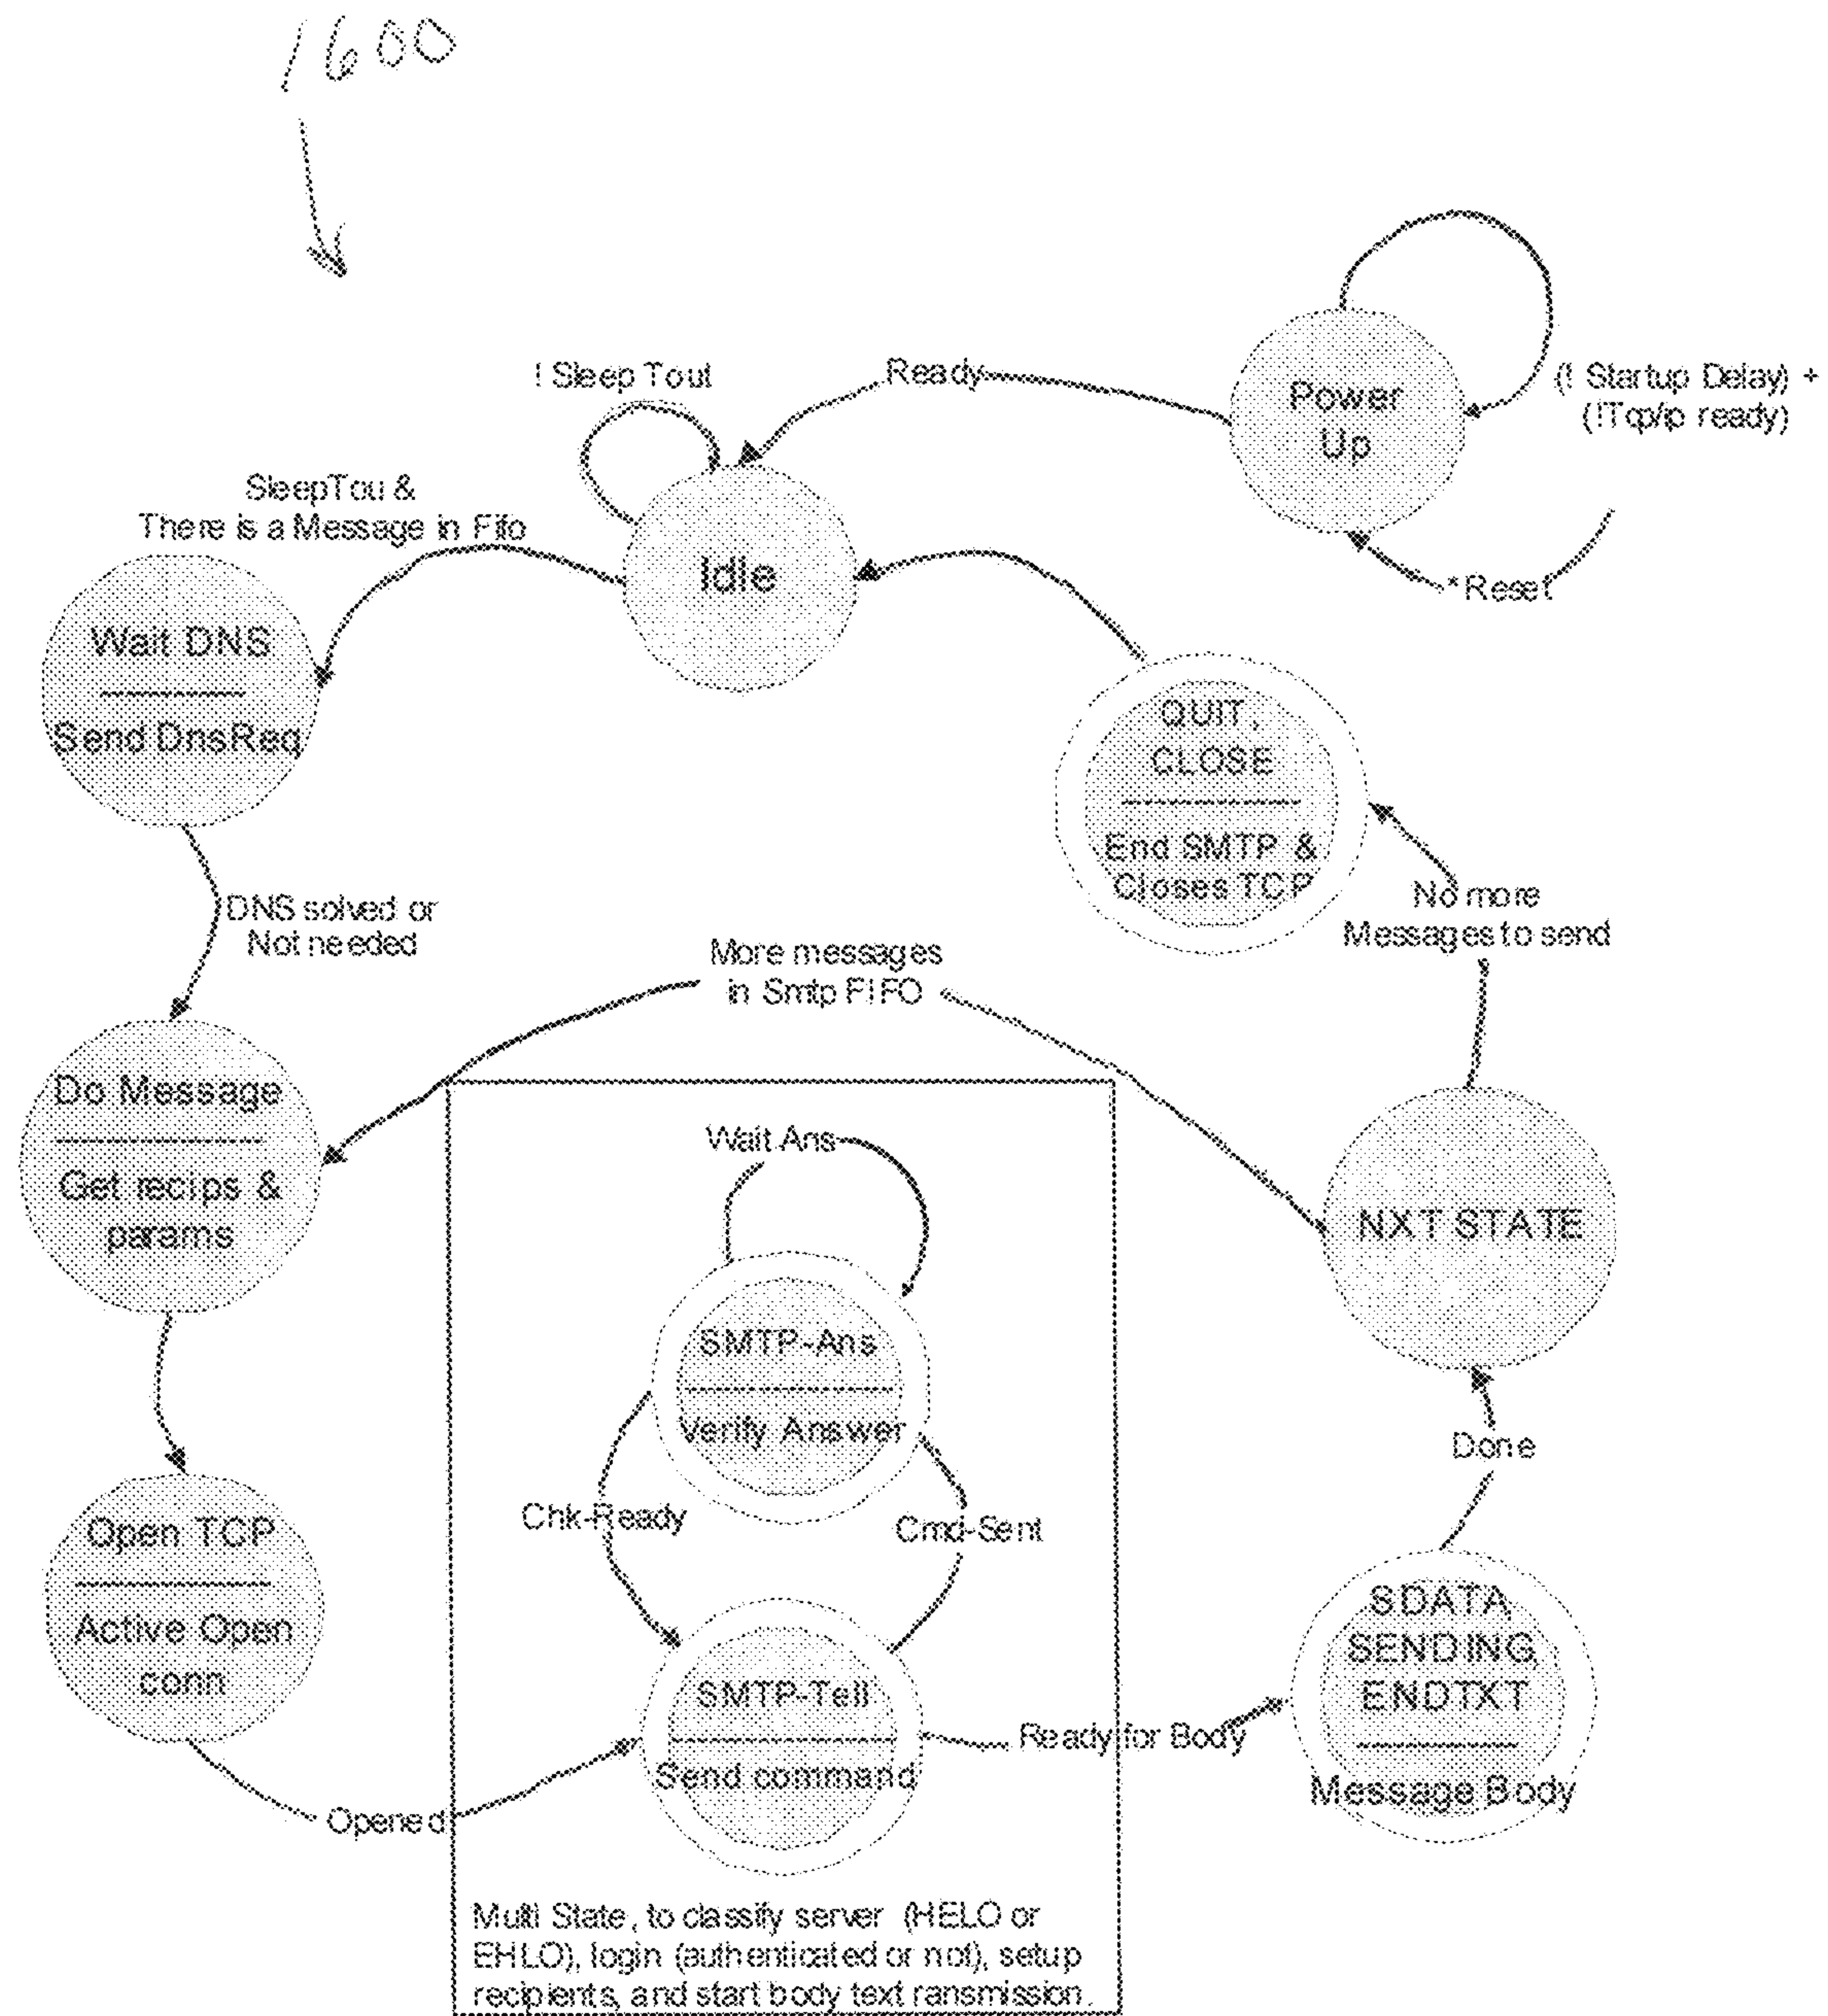 1600
! Sleep Tout
Ready
Power
Up
(! Startup Delay) +
(!Tcp/ip ready)
*Reset
SleepTou &
There is a Message in Fifo
Idle
Wait DNS
Send DnsReq
QUIT,
CLOSE
End SMTP &
Closes TCP
DNS solved or
Not needed
No more
Messages to send
More messages
in Smtp FIFO
Do Message
Get recips &
params
Wait Ans
NXT STATE
SMTP-Ans
Verify Answer
Done
Chk-Ready
Cmd-Sent
Open TCP
Active Open
conn
SDATA,
SENDING,
ENDTXT
Message Body
SMTP-Tell
Send command
Ready for Body
Opened
Multi State, to classify server (HELO or
EHLO), login (authenticated or not), setup
recipients, and start body text ransmission.